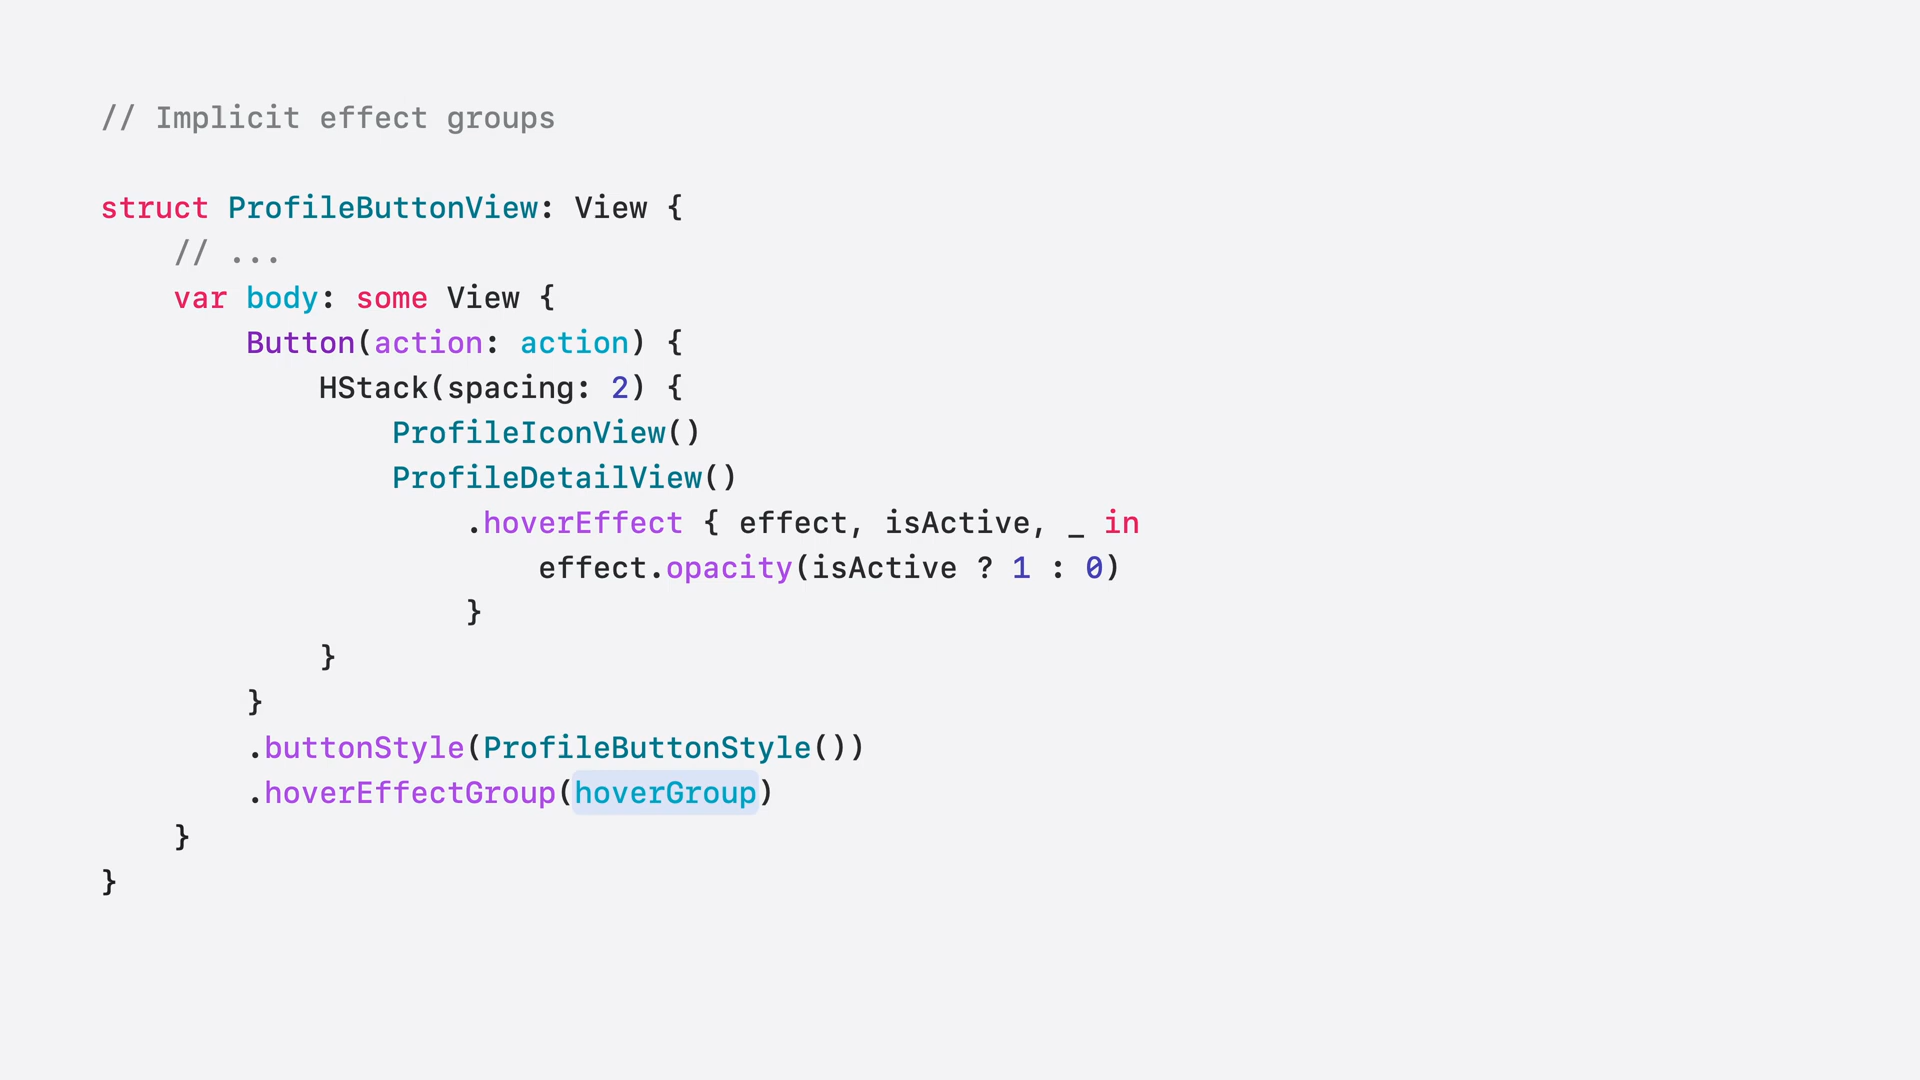 // Implicit effect groups
struct ProfileButtonView: View {
    // ...
    var body: some View {
        Button(action: action) {
            HStack(spacing: 2) {
                ProfileIconView()
                ProfileDetailView()
                    .hoverEffect { effect, isActive, _ in
                        effect.opacity(isActive ? 1 : 0)
                    }
            }
        }
        .buttonStyle(ProfileButtonStyle())
        .hoverEffectGroup(hoverGroup)
    }
}